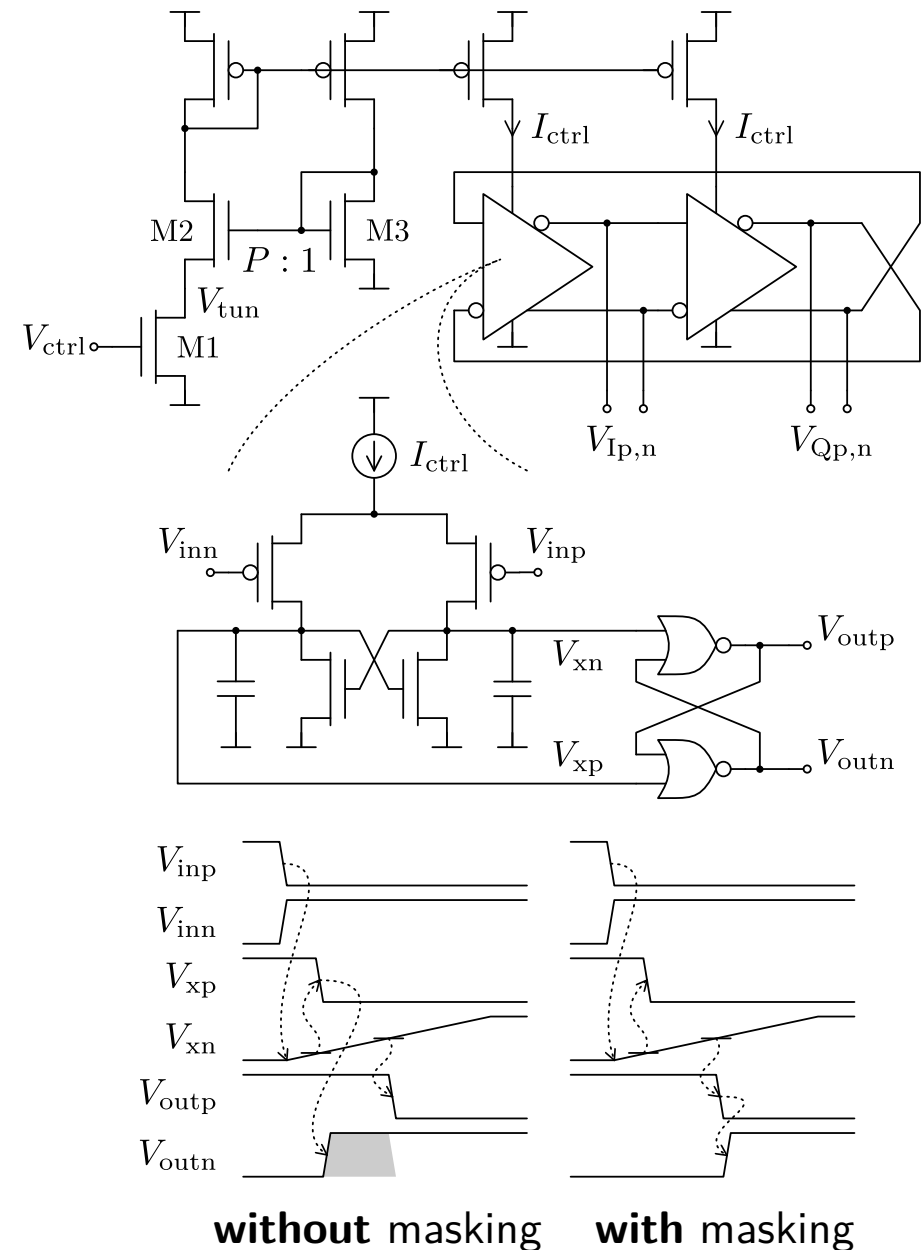 I_ctrl
I_ctrl
M2
P : 1
M3
V_tun
V_ctrl
M1
V_Ip,n
V_Qp,n
I_ctrl
V_inn
V_inp
V_xn
V_outp
V_xp
V_outn
V_inp
V_inn
V_xp
V_xn
V_outp
V_outn
without masking
with masking